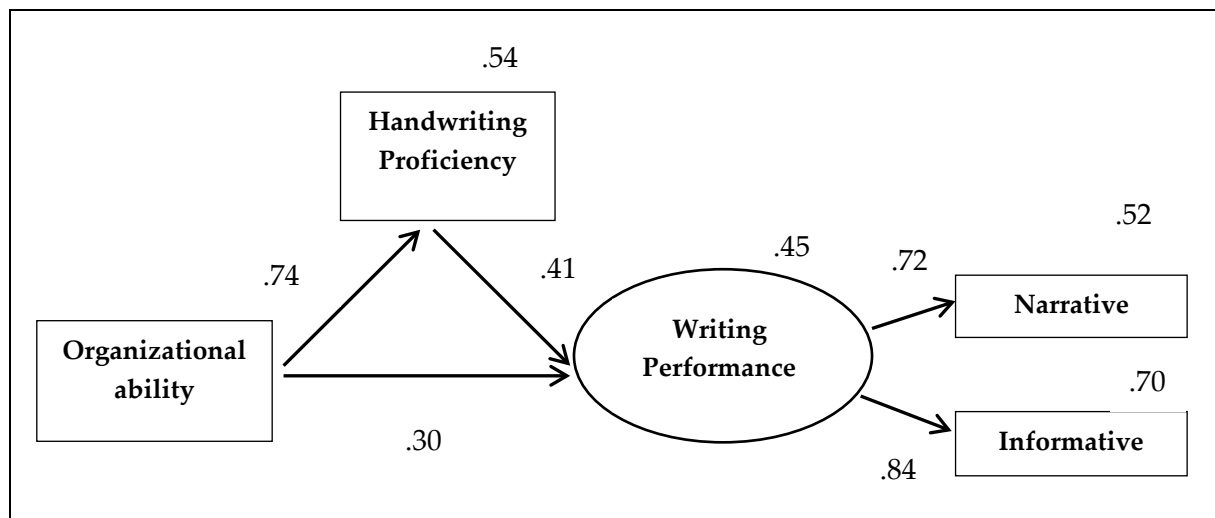 .54
Handwriting
Proficiency
.52
.45
.74
.41
.72
Narrative
Organizational
ability
Writing
Performance
.70
.30
Informative
.84